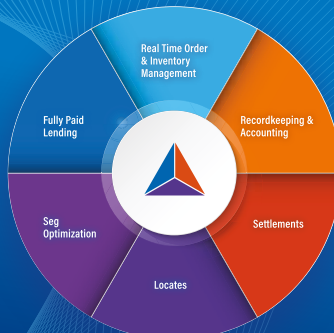 Real Time Order
& Inventory
Management
Recordkeeping &
Accounting
Settlements
Locates
Seg
Optimization
Fully Paid
Lending